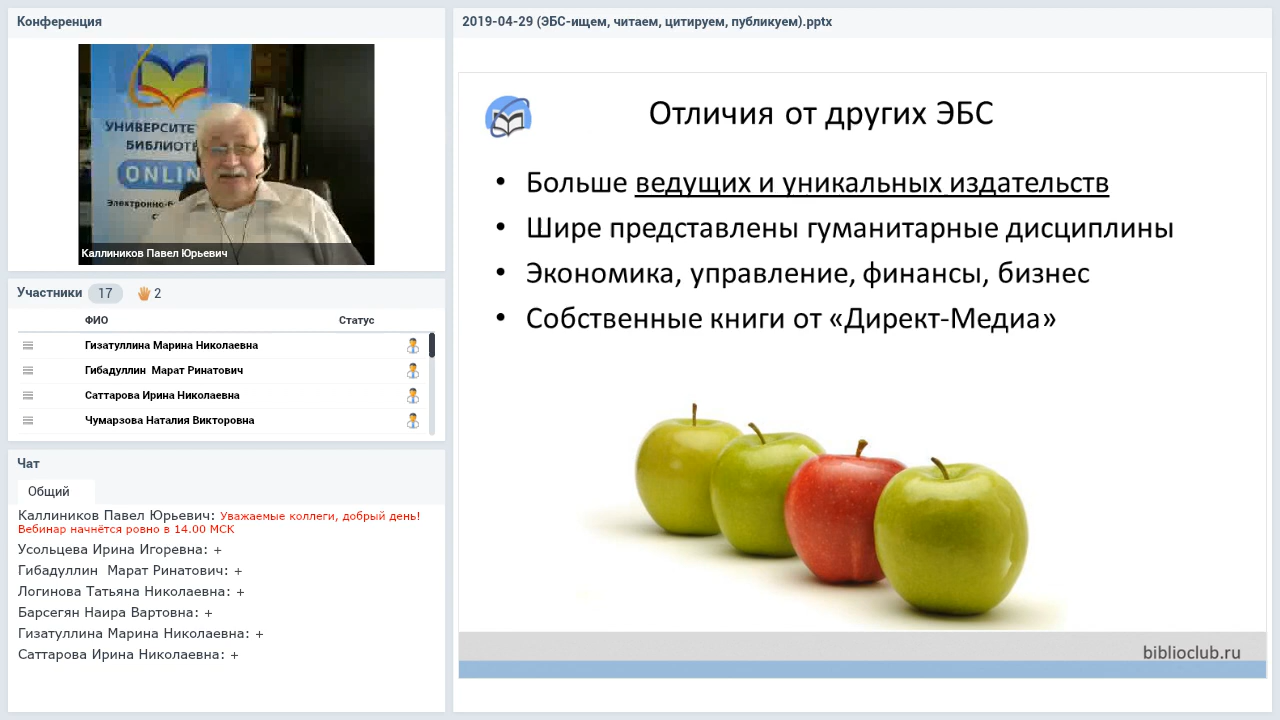 Конференция
УНИВЕРСИТЕ
БИБЛИОТЕ
ONLIN
Электронно-б
Каллиников Павел Юрьевич
Участники 17 2
ФИО Статус
Гизатуллина Марина Николаевна
Гибадуллин Марат Ринатович
Саттарова Ирина Николаевна
Чумарзова Наталия Викторовна
Чат
Общий
Каллиников Павел Юрьевич: Уважаемые коллеги, добрый день!
Вебинар начнётся ровно в 14.00 МСК
Усольцева Ирина Игоревна: +
Гибадуллин Марат Ринатович: +
Логинова Татьяна Николаевна: +
Барсегян Наира Вартовна: +
Гизатуллина Марина Николаевна: +
Саттарова Ирина Николаевна: +
2019-04-29 (ЭБС-ищем, читаем, цитируем, публикуем).pptx
Отличия от других ЭБС
• Больше ведущих и уникальных издательств
• Шире представлены гуманитарные дисциплины
• Экономика, управление, финансы, бизнес
• Собственные книги от «Директ-Медиа»
biblioclub.ru